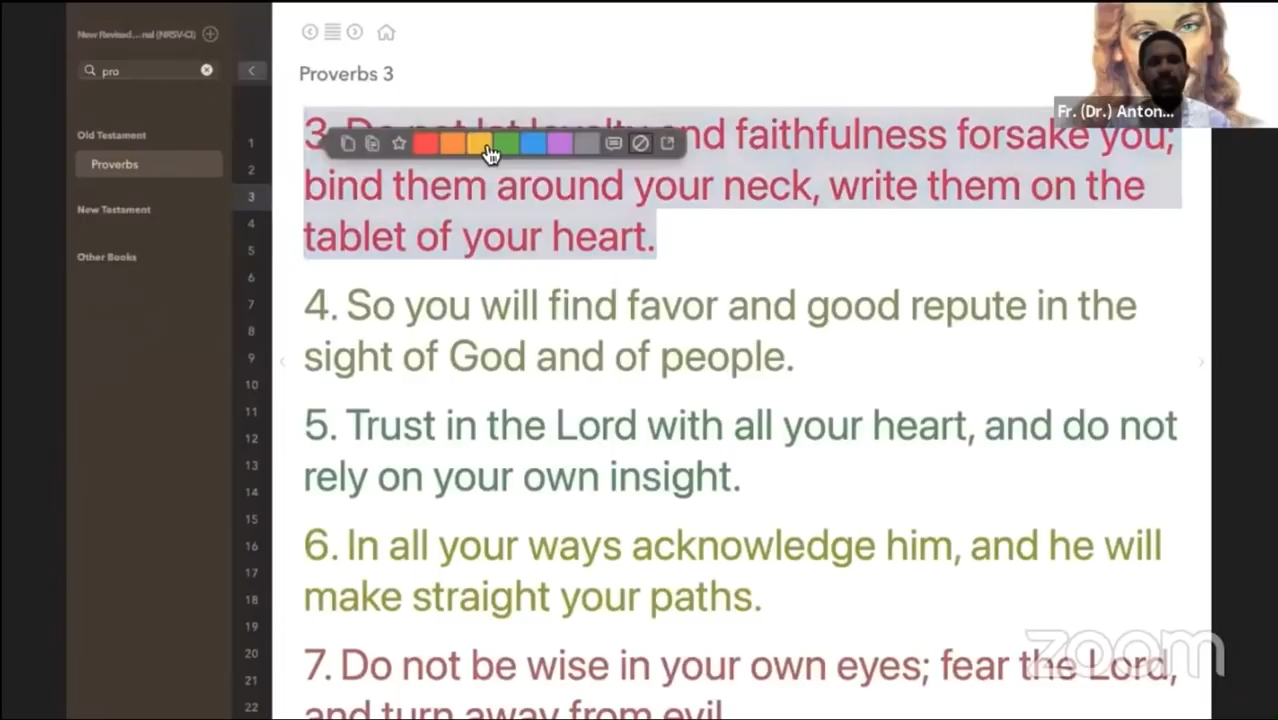 New Revised....nal (NRSV-CI)
pro
Old Testament
Proverbs
New Testament
Other Books
1
2
3
4
5
6
7
8
9
10
11
12
13
14
15
16
17
18
19
20
21
22
Proverbs 3
Fr. (Dr.) Anton...
3. Do not let loyalty and faithfulness forsake you;
bind them around your neck, write them on the
tablet of your heart.
4. So you will find favor and good repute in the
sight of God and of people.
5. Trust in the Lord with all your heart, and do not
rely on your own insight.
6. In all your ways acknowledge him, and he will
make straight your paths.
7. Do not be wise in your own eyes; fear the Lord,
and turn away from evil
zoom